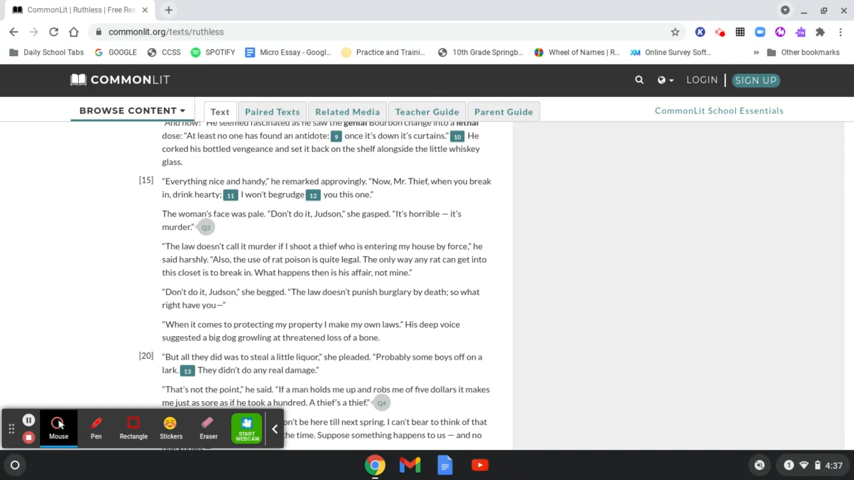 CommonLit | Ruthless | Free Rea
commonlit.org/texts/ruthless
Daily School Tabs
GOOGLE
CCSS
SPOTIFY
Micro Essay - Googl...
Practice and Traini...
10th Grade Springb...
Wheel of Names | R...
Online Survey Soft...
Other bookmarks
COMMONLIT
LOGIN
SIGN UP
BROWSE CONTENT
Text
Paired Texts
Related Media
Teacher Guide
Parent Guide
CommonLit School Essentials
"And now!" He seemed fascinated as he saw the genial Bourbon change into a lethal
dose: "At least no one has found an antidote: 9 once it's down it's curtains." 10 He
corked his bottled vengeance and set it back on the shelf alongside the little whiskey
glass.
[15] "Everything nice and handy," he remarked approvingly. "Now, Mr. Thief, when you break
in, drink hearty; 11 I won't begrudge 12 you this one."
The woman's face was pale. "Don't do it, Judson," she gasped. "It's horrible — it's
murder." Q3
"The law doesn't call it murder if I shoot a thief who is entering my house by force," he
said harshly. "Also, the use of rat poison is quite legal. The only way any rat can get into
this closet is to break in. What happens then is his affair, not mine."
"Don't do it, Judson," she begged. "The law doesn't punish burglary by death; so what
right have you—"
"When it comes to protecting my property I make my own laws." His deep voice
suggested a big dog growling at threatened loss of a bone.
[20] "But all they did was to steal a little liquor," she pleaded. "Probably some boys off on a
lark. 13 They didn't do any real damage."
"That's not the point," he said. "If a man holds me up and robs me of five dollars it makes
me just as sore as if he took a hundred. A thief's a thief." Q4
on't be here till next spring. I can't bear to think of that
the time. Suppose something happens to us — and no
Mouse
Pen
Rectangle
Stickers
Eraser
START
WEBCAM
1
4:37